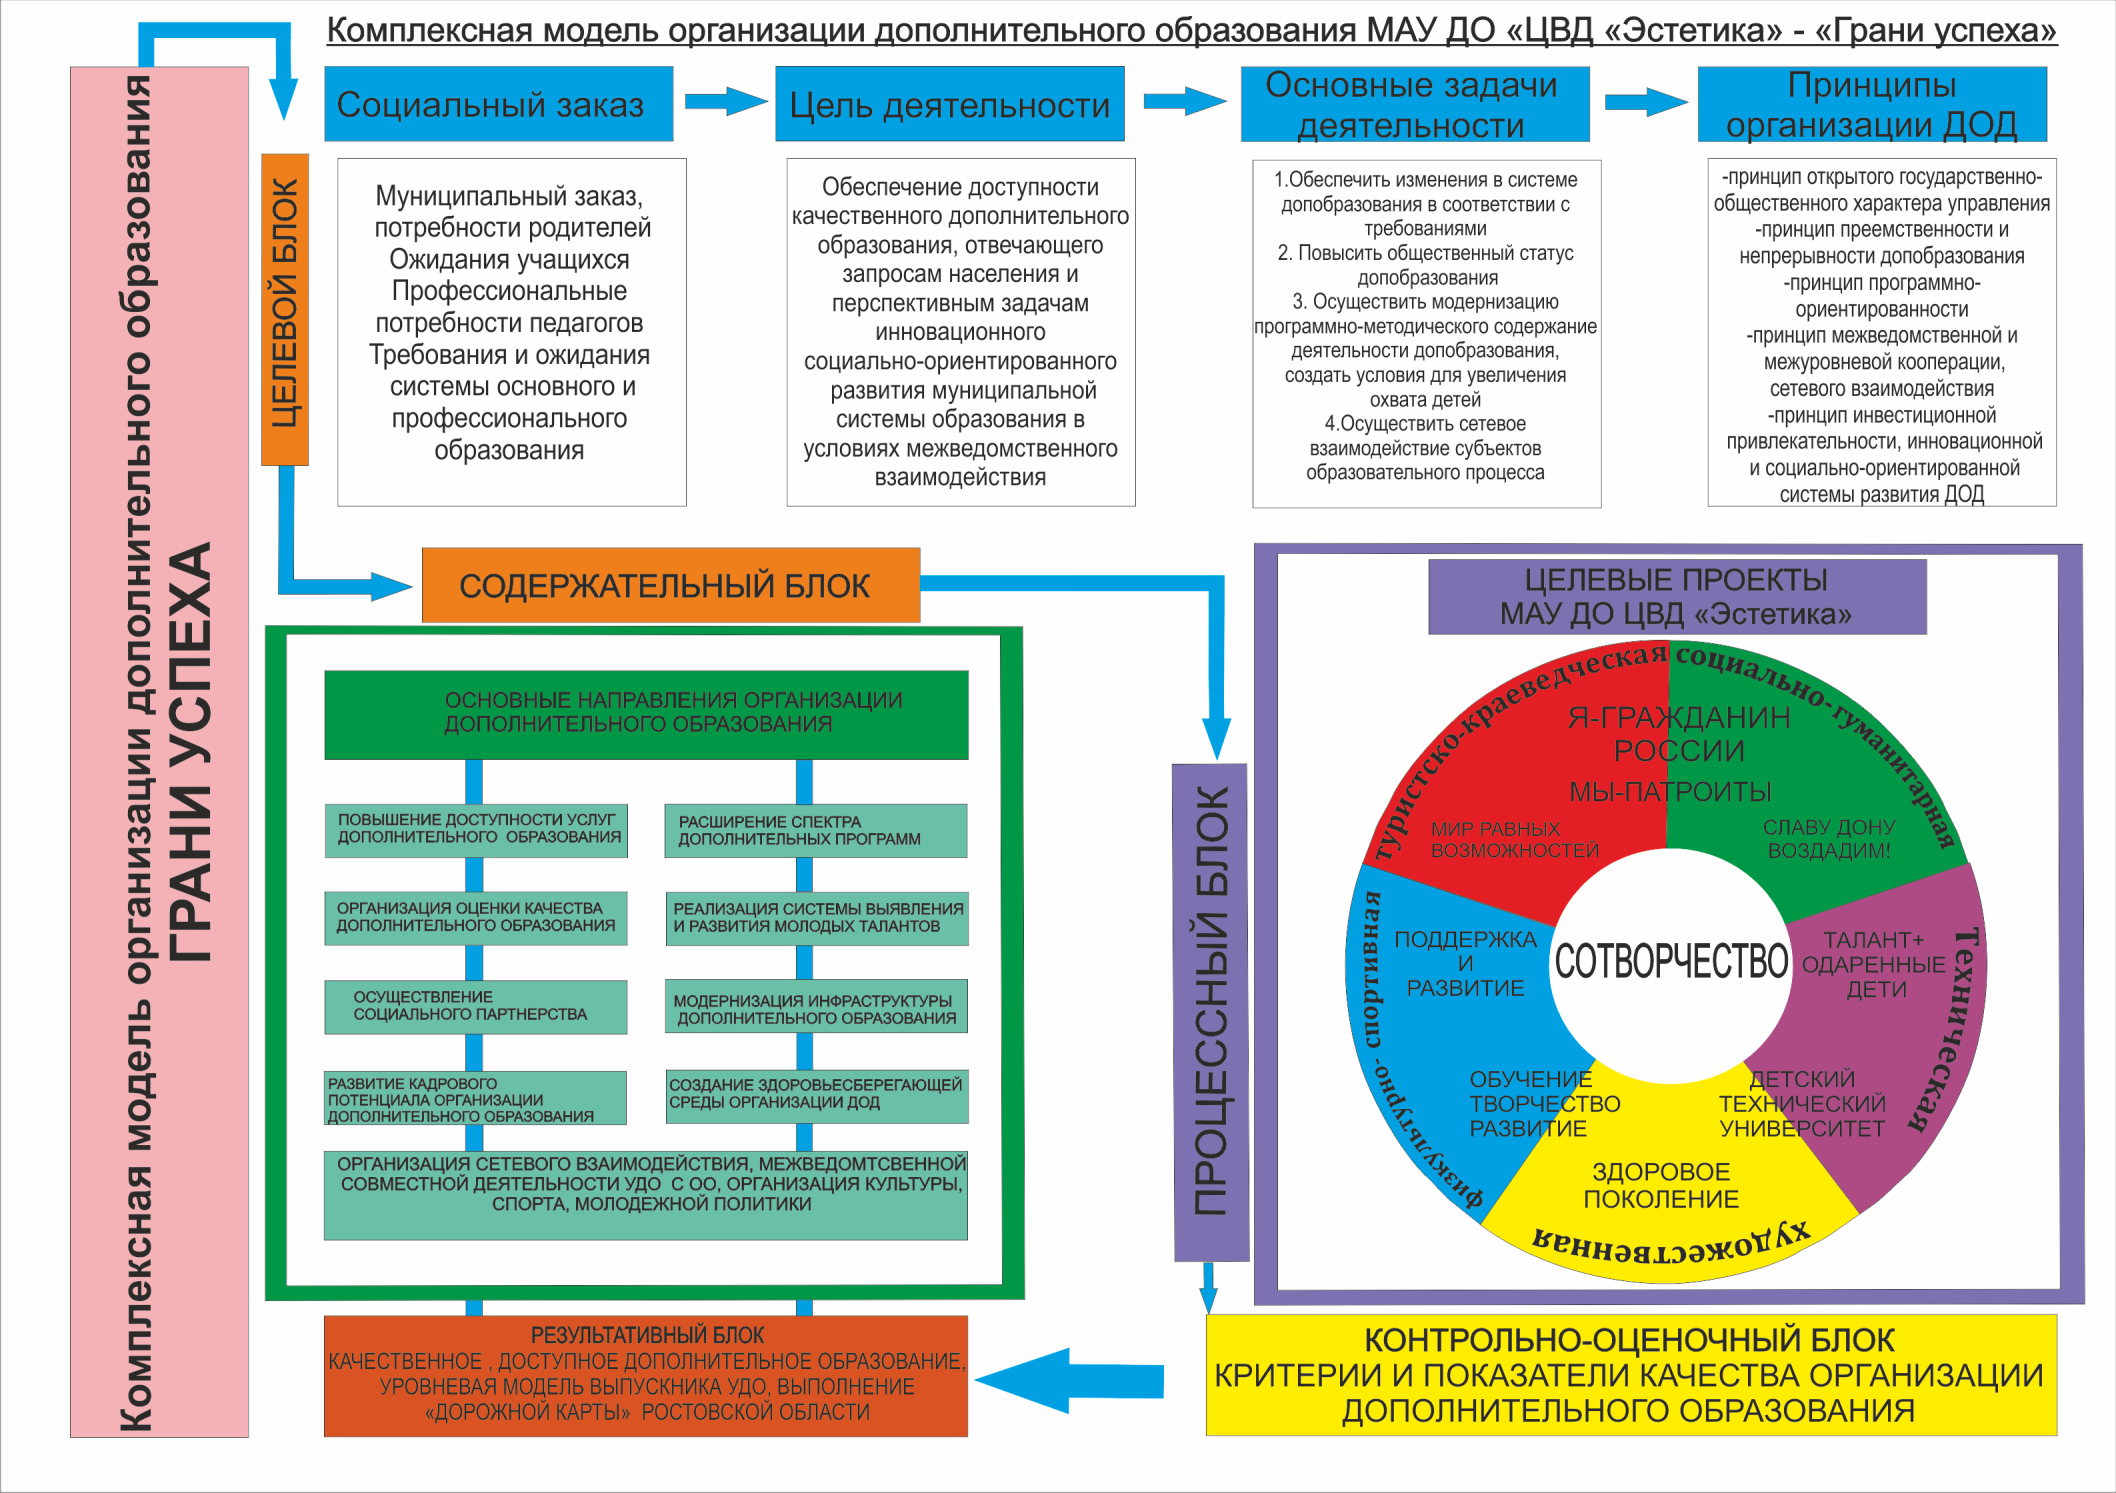 Комплексная модель организации дополнительного образования МАУ ДО «ЦВД «Эстетика» - «Грани успеха»
Комплексная модель организации дополнительного образования
ГРАНИ УСПЕХА
ЦЕЛЕВОЙ БЛОК
Социальный заказ
Муниципальный заказ,
потребности родителей
Ожидания учащихся
Профессиональные
потребности педагогов
Требования и ожидания
системы основного и
профессионального
образования
Цель деятельности
Обеспечение доступности
качественного дополнительного
образования, отвечающего
запросам населения и
перспективным задачам
инновационного
социально-ориентированного
развития муниципальной
системы образования в
условиях межведомственного
взаимодействия
Основные задачи
деятельности
1.Обеспечить изменения в системе
допобразования в соответствии с
требованиями
2. Повысить общественный статус
допобразования
3. Осуществить модернизацию
программно-методического содержание
деятельности допобразования,
создать условия для увеличения
охвата детей
4.Осуществить сетевое
взаимодействие субъектов
образовательного процесса
Принципы
организации ДОД
-принцип открытого государственно-
общественного характера управления
-принцип преемственности и
непрерывности допобразования
-принцип программно-
ориентированности
-принцип межведомственной и
межуровневой кооперации,
сетевого взаимодействия
-принцип инвестиционной
привлекательности, инновационной
и социально-ориентированной
системы развития ДОД
СОДЕРЖАТЕЛЬНЫЙ БЛОК
ОСНОВНЫЕ НАПРАВЛЕНИЯ ОРГАНИЗАЦИИ
ДОПОЛНИТЕЛЬНОГО ОБРАЗОВАНИЯ
ПОВЫШЕНИЕ ДОСТУПНОСТИ УСЛУГ
ДОПОЛНИТЕЛЬНОГО ОБРАЗОВАНИЯ
РАСШИРЕНИЕ СПЕКТРА
ДОПОЛНИТЕЛЬНЫХ ПРОГРАММ
ОРГАНИЗАЦИЯ ОЦЕНКИ КАЧЕСТВА
ДОПОЛНИТЕЛЬНОГО ОБРАЗОВАНИЯ
РЕАЛИЗАЦИЯ СИСТЕМЫ ВЫЯВЛЕНИЯ
И РАЗВИТИЯ МОЛОДЫХ ТАЛАНТОВ
ОСУЩЕСТВЛЕНИЕ
СОЦИАЛЬНОГО ПАРТНЕРСТВА
МОДЕРНИЗАЦИЯ ИНФРАСТРУКТУРЫ
ДОПОЛНИТЕЛЬНОГО ОБРАЗОВАНИЯ
РАЗВИТИЕ КАДРОВОГО
ПОТЕНЦИАЛА ОРГАНИЗАЦИИ
ДОПОЛНИТЕЛЬНОГО ОБРАЗОВАНИЯ
СОЗДАНИЕ ЗДОРОВЬЕСБЕРЕГАЮЩЕЙ
СРЕДЫ ОРГАНИЗАЦИИ ДОД
ОРГАНИЗАЦИЯ СЕТЕВОГО ВЗАИМОДЕЙСТВИЯ, МЕЖВЕДОМТСВЕННОЙ
СОВМЕСТНОЙ ДЕЯТЕЛЬНОСТИ УДО С ОО, ОРГАНИЗАЦИЯ КУЛЬТУРЫ,
СПОРТА, МОЛОДЕЖНОЙ ПОЛИТИКИ
ПРОЦЕССНЫЙ БЛОК
ЦЕЛЕВЫЕ ПРОЕКТЫ
МАУ ДО ЦВД «Эстетика»
туристско-краеведческая
социально-гуманитарная
Я-ГРАЖДАНИН
РОССИИ
МЫ-ПАТРОИТЫ
МИР РАВНЫХ
ВОЗМОЖНОСТЕЙ
СЛАВУ ДОНУ
ВОЗДАДИМ!
физкультурно- спортивная
ПОДДЕРЖКА
И
РАЗВИТИЕ
СОТВОРЧЕСТВО
ТАЛАНТ+
ОДАРЕННЫЕ
ДЕТИ
Техническая
ОБУЧЕНИЕ
ТВОРЧЕСТВО
РАЗВИТИЕ
ДЕТСКИЙ
ТЕХНИЧЕСКИЙ
УНИВЕРСИТЕТ
ЗДОРОВОЕ
ПОКОЛЕНИЕ
художественная
РЕЗУЛЬТАТИВНЫЙ БЛОК
КАЧЕСТВЕННОЕ , ДОСТУПНОЕ ДОПОЛНИТЕЛЬНОЕ ОБРАЗОВАНИЕ,
УРОВНЕВАЯ МОДЕЛЬ ВЫПУСКНИКА УДО, ВЫПОЛНЕНИЕ
«ДОРОЖНОЙ КАРТЫ» РОСТОВСКОЙ ОБЛАСТИ
КОНТРОЛЬНО-ОЦЕНОЧНЫЙ БЛОК
КРИТЕРИИ И ПОКАЗАТЕЛИ КАЧЕСТВА ОРГАНИЗАЦИИ
ДОПОЛНИТЕЛЬНОГО ОБРАЗОВАНИЯ